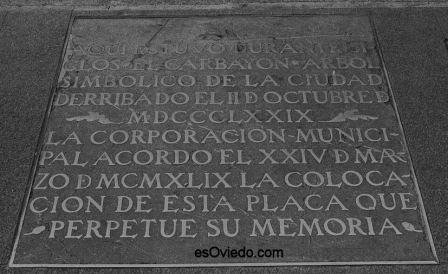 AQUI ESTUVO DURANTE
CLOS·EL CARBAYON·ARBOL
SIMBOLICO DE LA CIUDAD
DERRIBADO EL II D OCTUBRE D
MDCCCLXXIX
LA CORPORACION·MUNICI-
PAL ACORDO EL XXIV D MA-
ZO D MCMXLIX LA COLOCA-
CION DE ESTA PLACA QUE
PERPETUE SU MEMORIA
esOviedo.com